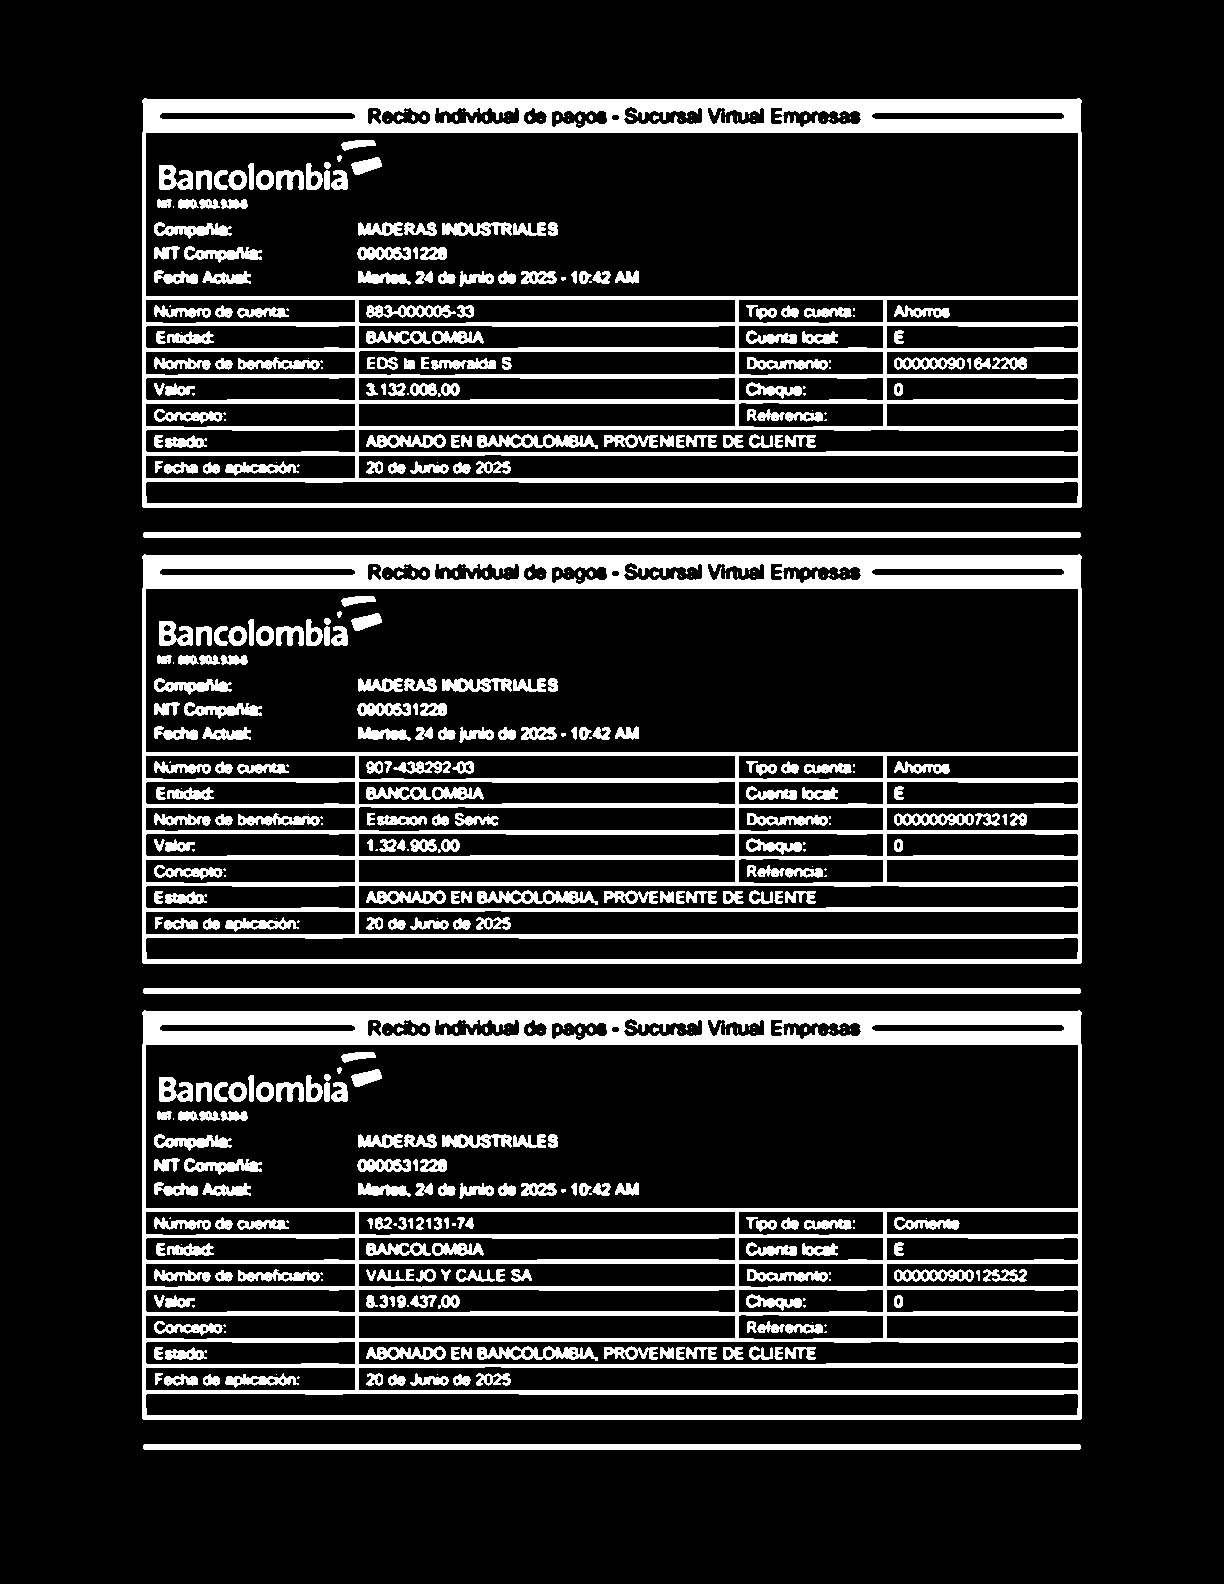 Recibo individual de pagos - Sucursal Virtual Empresas
Bancolombia
NIT. 890.903.938-8
Compañía: MADERAS INDUSTRIALES
NIT Compañía: 0900531228
Fecha Actual: Martes, 24 de junio de 2025 - 10:42 AM
Número de cuenta: 883-000005-33 Tipo de cuenta: Ahorros
Entidad: BANCOLOMBIA Cuenta local: E
Nombre de beneficiario: EDS la Esmeralda S Documento: 000000901642208
Valor: 3.132.008,00 Cheque: 0
Concepto: Referencia:
Estado: ABONADO EN BANCOLOMBIA, PROVENIENTE DE CLIENTE
Fecha de aplicación: 20 de Junio de 2025
Recibo individual de pagos - Sucursal Virtual Empresas
Bancolombia
NIT. 890.903.938-8
Compañía: MADERAS INDUSTRIALES
NIT Compañía: 0900531228
Fecha Actual: Martes, 24 de junio de 2025 - 10:42 AM
Número de cuenta: 907-438292-03 Tipo de cuenta: Ahorros
Entidad: BANCOLOMBIA Cuenta local: E
Nombre de beneficiario: Estacion de Servic Documento: 000000900732129
Valor: 1.324.905,00 Cheque: 0
Concepto: Referencia:
Estado: ABONADO EN BANCOLOMBIA, PROVENIENTE DE CLIENTE
Fecha de aplicación: 20 de Junio de 2025
Recibo individual de pagos - Sucursal Virtual Empresas
Bancolombia
NIT. 890.903.938-8
Compañía: MADERAS INDUSTRIALES
NIT Compañía: 0900531228
Fecha Actual: Martes, 24 de junio de 2025 - 10:42 AM
Número de cuenta: 182-312131-74 Tipo de cuenta: Corriente
Entidad: BANCOLOMBIA Cuenta local: E
Nombre de beneficiario: VALLEJO Y CALLE SA Documento: 000000900125252
Valor: 8.319.437,00 Cheque: 0
Concepto: Referencia:
Estado: ABONADO EN BANCOLOMBIA, PROVENIENTE DE CLIENTE
Fecha de aplicación: 20 de Junio de 2025